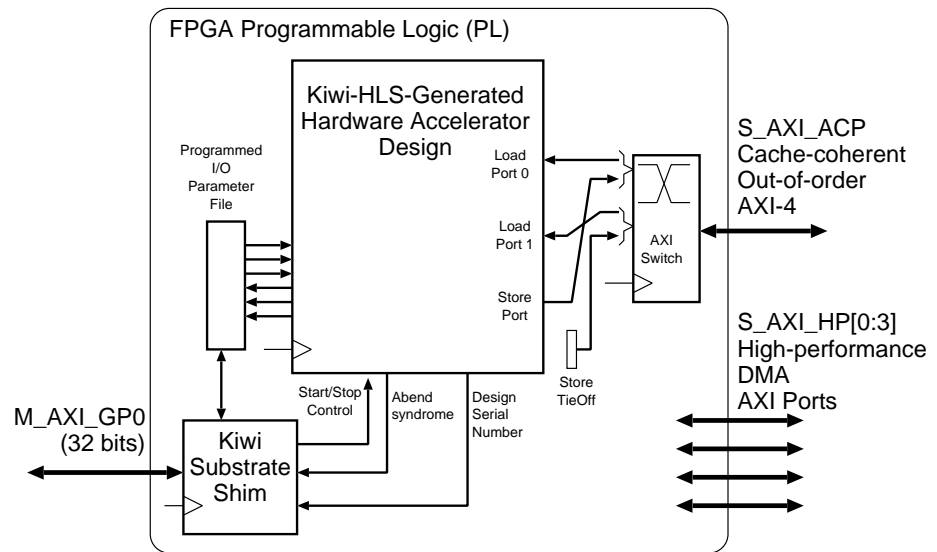 FPGA Programmable Logic (PL)
Kiwi-HLS-Generated
Hardware Accelerator
Design
Programmed
I/O
Parameter
File
Load
Port 0
Load
Port 1
Store
Port
AXI
Switch
S_AXI_ACP
Cache-coherent
Out-of-order
AXI-4
S_AXI_HP[0:3]
High-performance
DMA
AXI Ports
Store
TieOff
Start/Stop
Control
Abend
syndrome
Design
Serial
Number
M_AXI_GP0
(32 bits)
Kiwi
Substrate
Shim